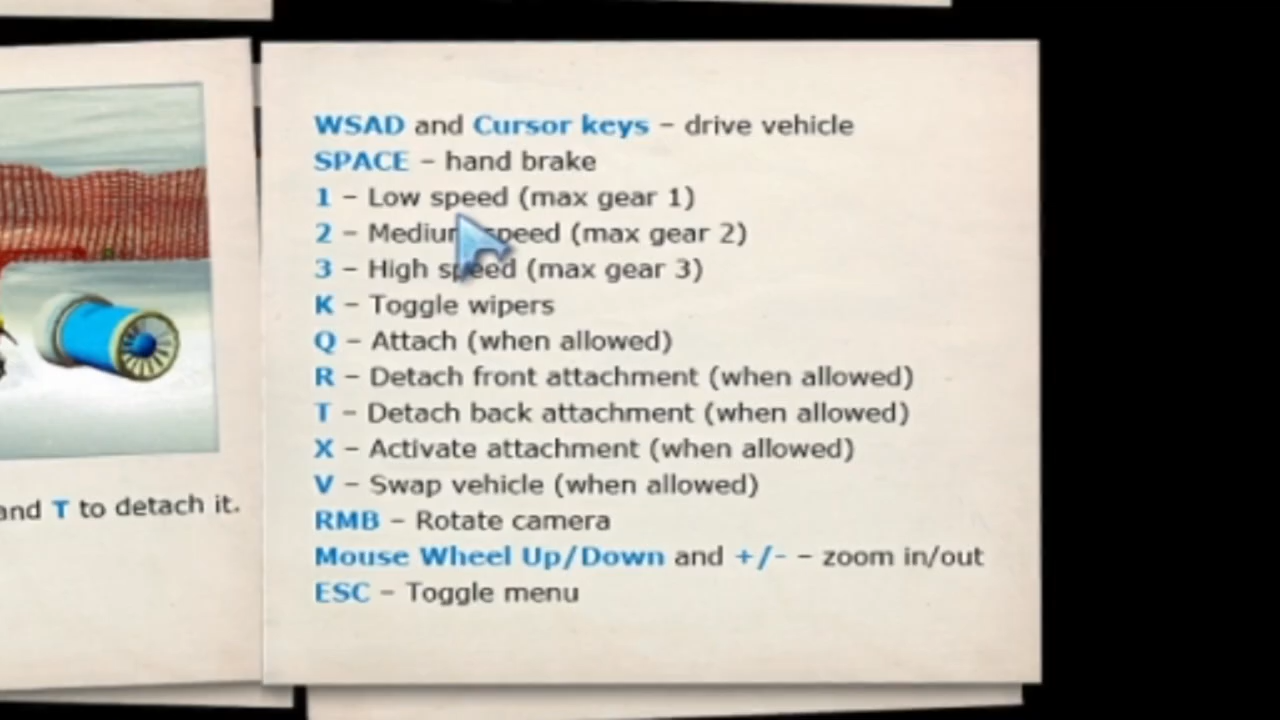 WSAD and Cursor keys – drive vehicle
SPACE – hand brake
1 – Low speed (max gear 1)
2 – Medium speed (max gear 2)
3 – High speed (max gear 3)
K – Toggle wipers
Q – Attach (when allowed)
R – Detach front attachment (when allowed)
T – Detach back attachment (when allowed)
X – Activate attachment (when allowed)
V – Swap vehicle (when allowed)
RMB – Rotate camera
Mouse Wheel Up/Down and +/- – zoom in/out
ESC – Toggle menu
and T to detach it.